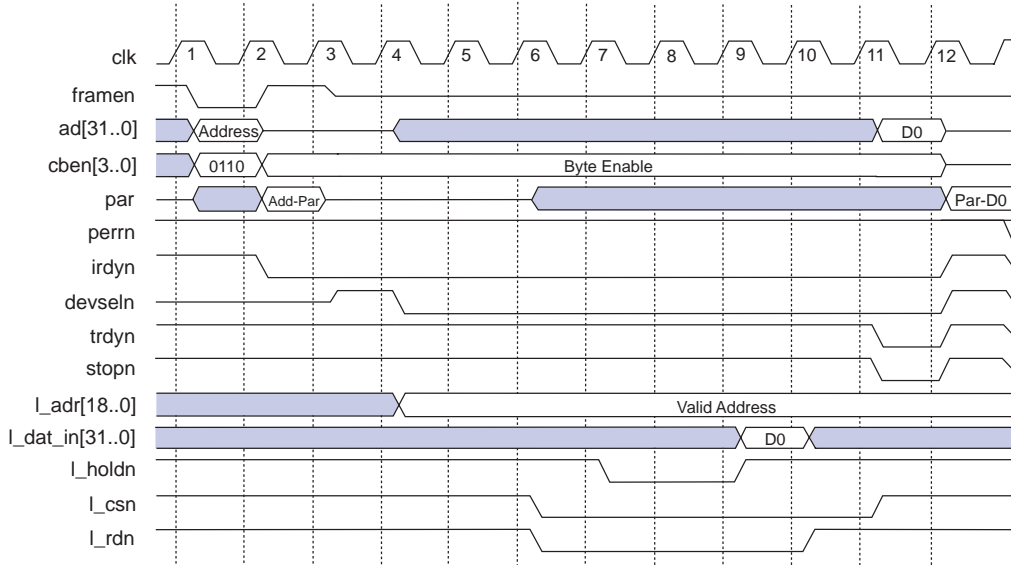 clk 1 2 3 4 5 6 7 8 9 10 11 12
framen
ad[31..0] Address D0
cben[3..0] 0110 Byte Enable
par Add-Par Par-D0
perrn
irdyn
devseln
trdyn
stopn
l_adr[18..0] Valid Address
l_dat_in[31..0] D0
l_holdn
l_csn
l_rdn